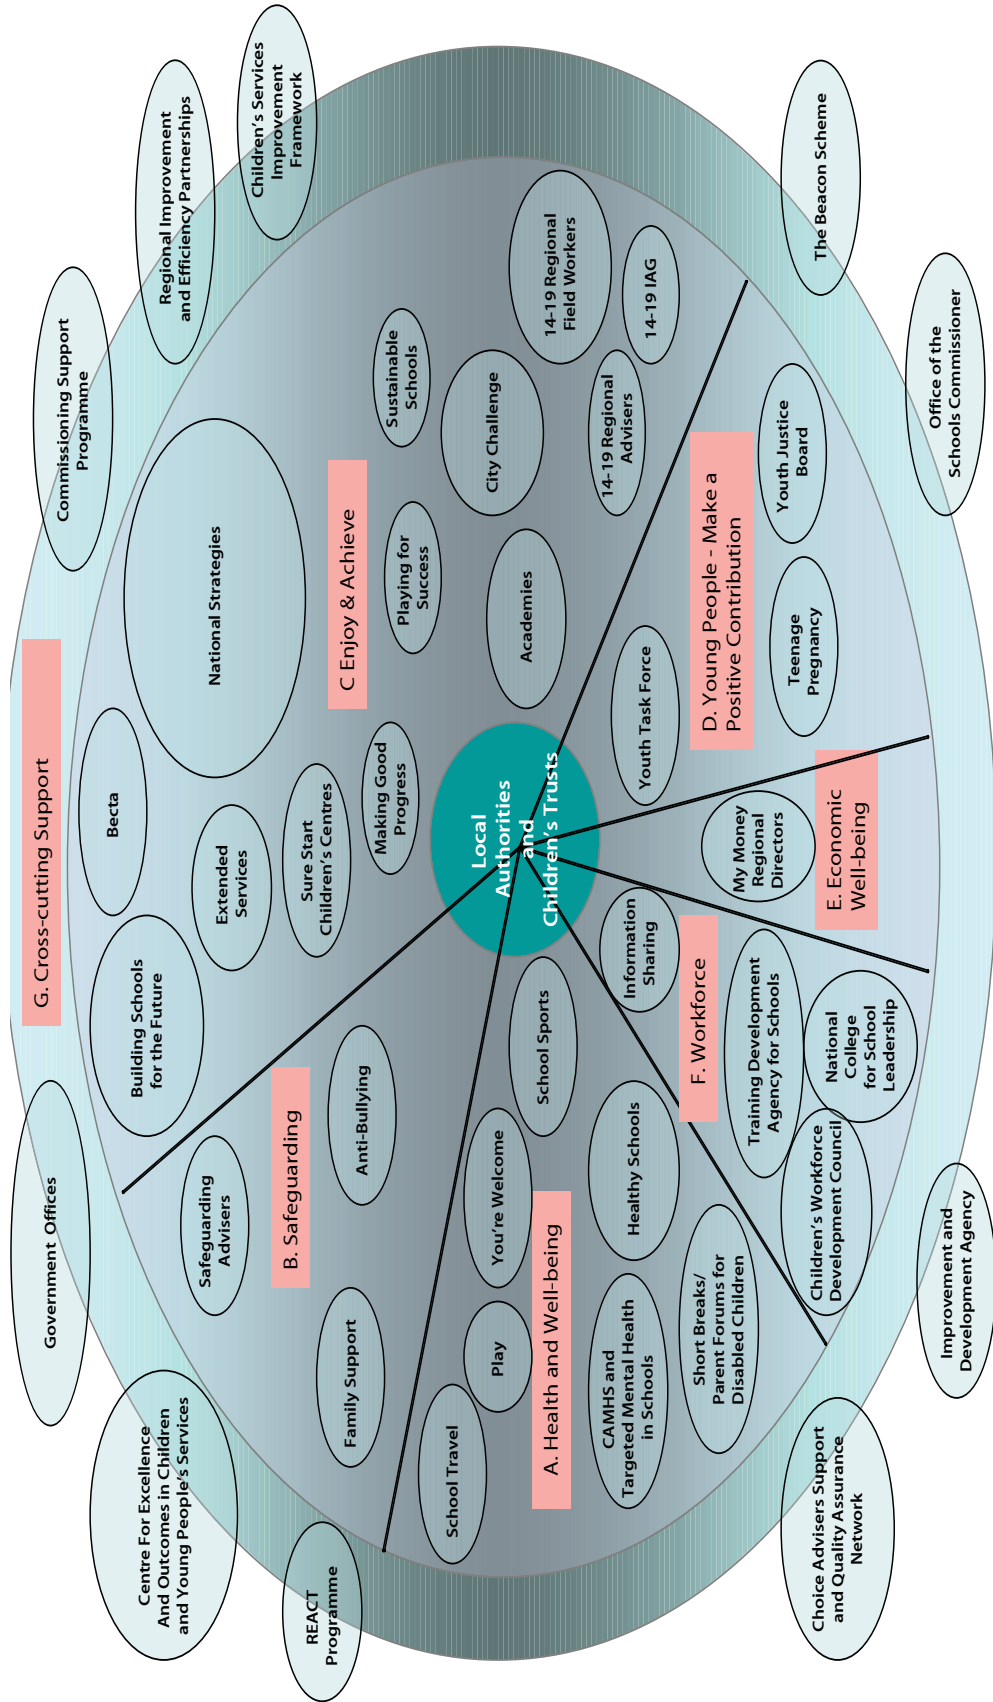 Government Offices
G. Cross-cutting Support
Commissioning Support
Programme
Centre For Excellence
And Outcomes in Children
and Young People's Services
Regional Improvement
and Efficiency Partnerships
Children's Services
Improvement
Framework
REACT
Programme
Building Schools
for the Future
Becta
National Strategies
Extended
Services
Sure Start
Children's Centres
C Enjoy & Achieve
Making Good
Progress
Playing for
Success
Sustainable
Schools
City Challenge
Academies
14-19 Regional
Field Workers
14-19 Regional
Advisers
14-19 IAG
Safeguarding
Advisers
B. Safeguarding
Anti-Bullying
Family Support
Local
Authorities
and
Children's Trusts
School Travel
Play
You're Welcome
School Sports
A. Health and Well-being
CAMHS and
Targeted Mental Health
in Schools
Healthy Schools
Short Breaks/
Parent Forums for
Disabled Children
Information
Sharing
F. Workforce
Training Development
Agency for Schools
Children's Workforce
Development Council
National
College
for School
Leadership
My Money
Regional
Directors
E. Economic
Well-being
Youth Task Force
D. Young People - Make a
Positive Contribution
Teenage
Pregnancy
Youth Justice
Board
The Beacon Scheme
Choice Advisers Support
and Quality Assurance
Network
Improvement and
Development Agency
Office of the
Schools Commissioner